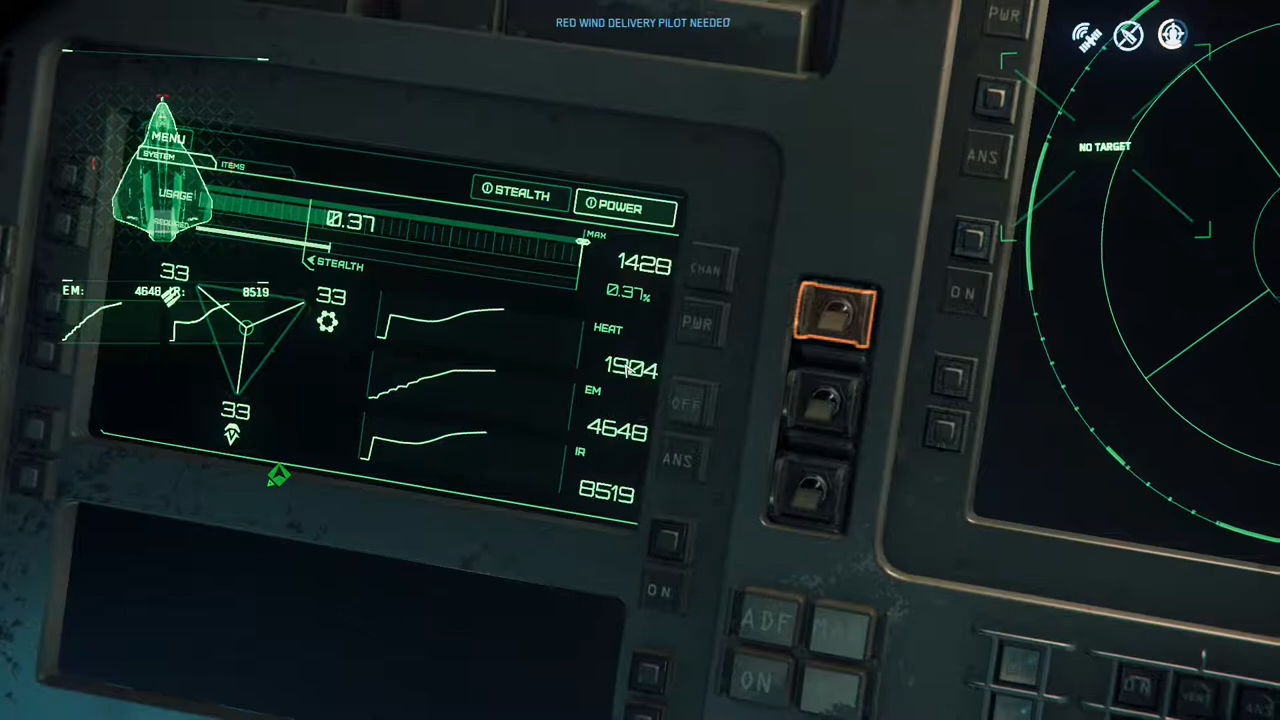 RED WIND DELIVERY PILOT NEEDED
PWR
MENU
SYSTEM
ITEMS
STEALTH
POWER
NO TARGET
ANS
USAGE
0.37
MAX
1428
0.37%
STEALTH
CHAN
33
EM: 4648 IR: 8519
33
ON
HEAT
1904
PWR
EM
4648
OFF
33
IR
8519
ANS
ON
ADF
ON
ON